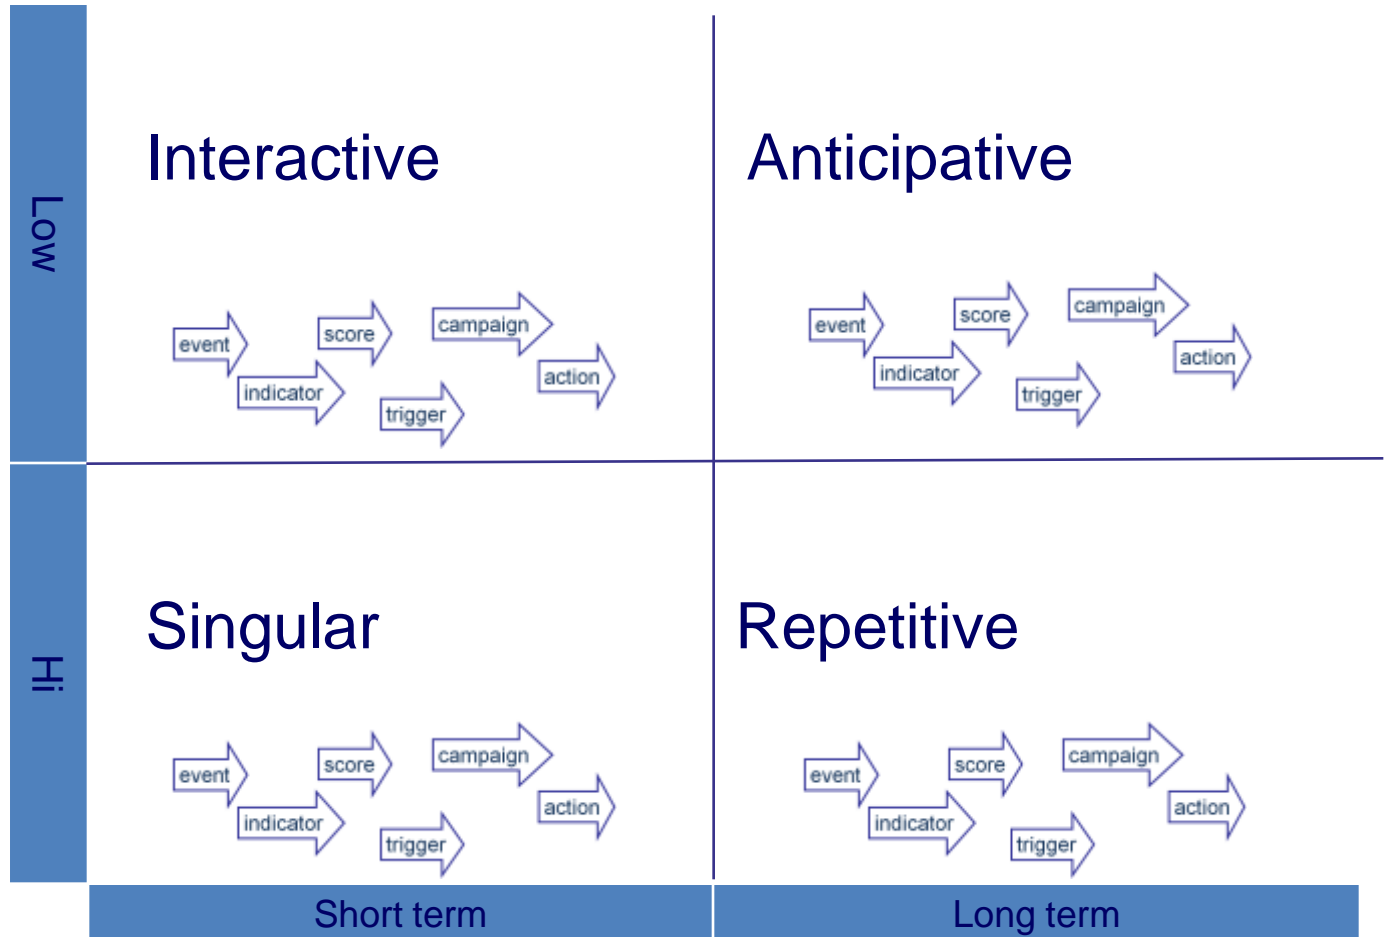 Low
Interactive
event
indicator
score
trigger
campaign
action
Anticipative
event
indicator
score
trigger
campaign
action
Hi
Singular
event
indicator
score
trigger
campaign
action
Repetitive
event
indicator
score
trigger
campaign
action
Short term
Long term